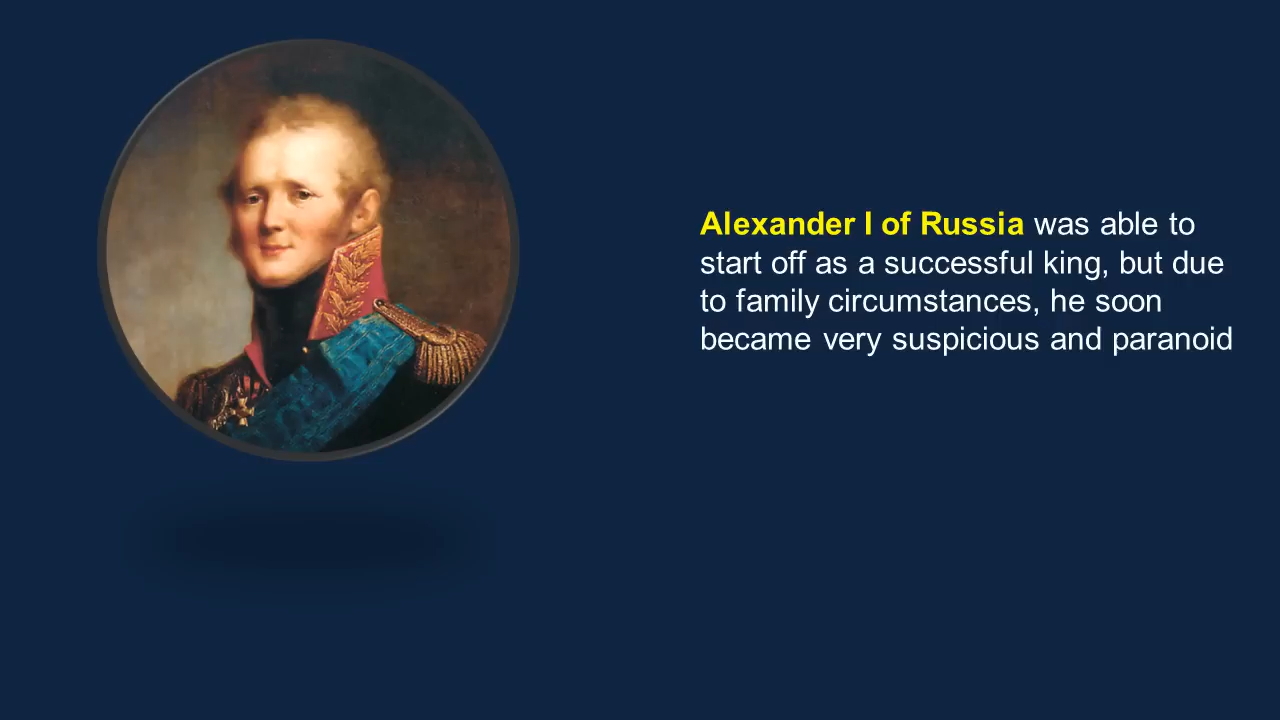 Alexander I of Russia was able to
start off as a successful king, but due
to family circumstances, he soon
became very suspicious and paranoid